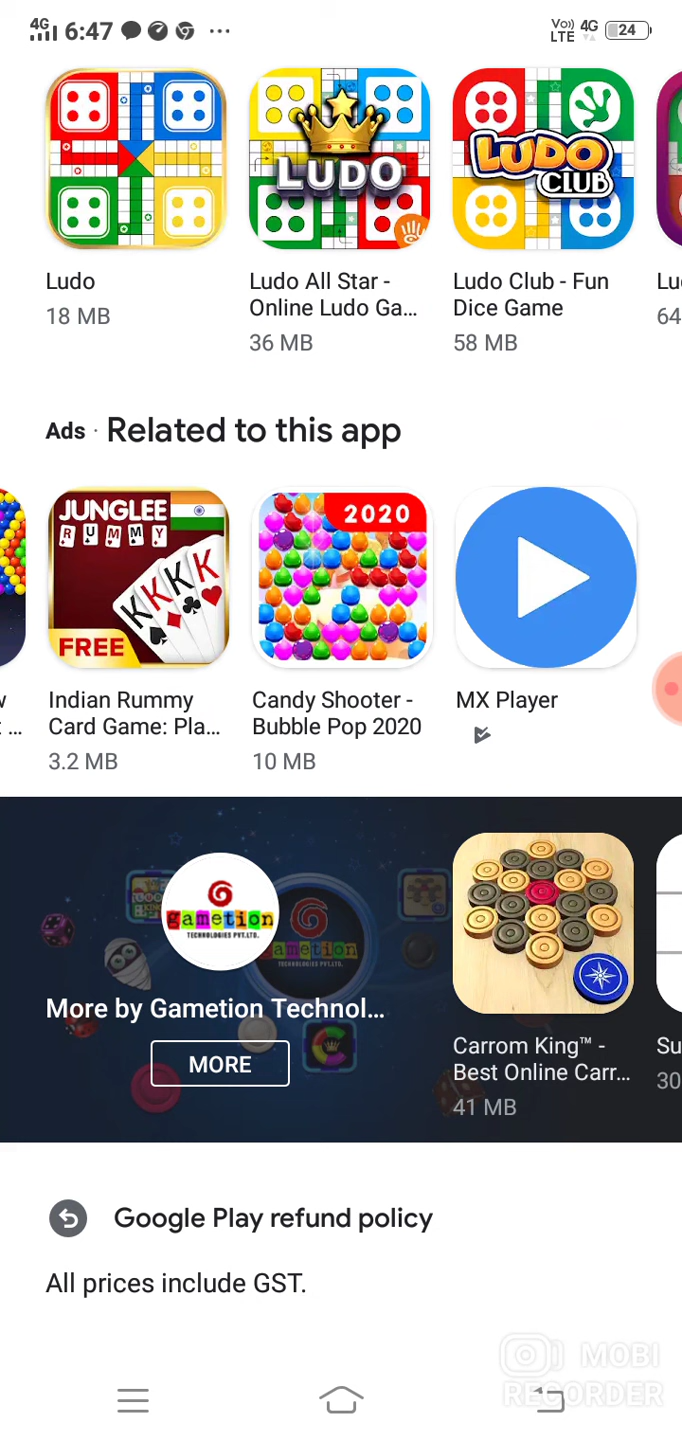 4G 6:47 ... Vo)) LTE 4G 24
LUDO
LUDO
CLUB
Ludo
Ludo All Star -
Ludo Club - Fun
Lu
Online Ludo Ga...
Dice Game
18 MB
36 MB
58 MB
64
Ads · Related to this app
JUNGLEE
RUMMY
FREE
2020
Indian Rummy
Candy Shooter -
MX Player
Card Game: Pla...
Bubble Pop 2020
3.2 MB
10 MB
gametion
TECHNOLOGIES PVT.LTD.
More by Gametion Technol...
MORE
Carrom King™ -
Best Online Carr...
41 MB
Su
30
Google Play refund policy
All prices include GST.
MOBI
RECORDER